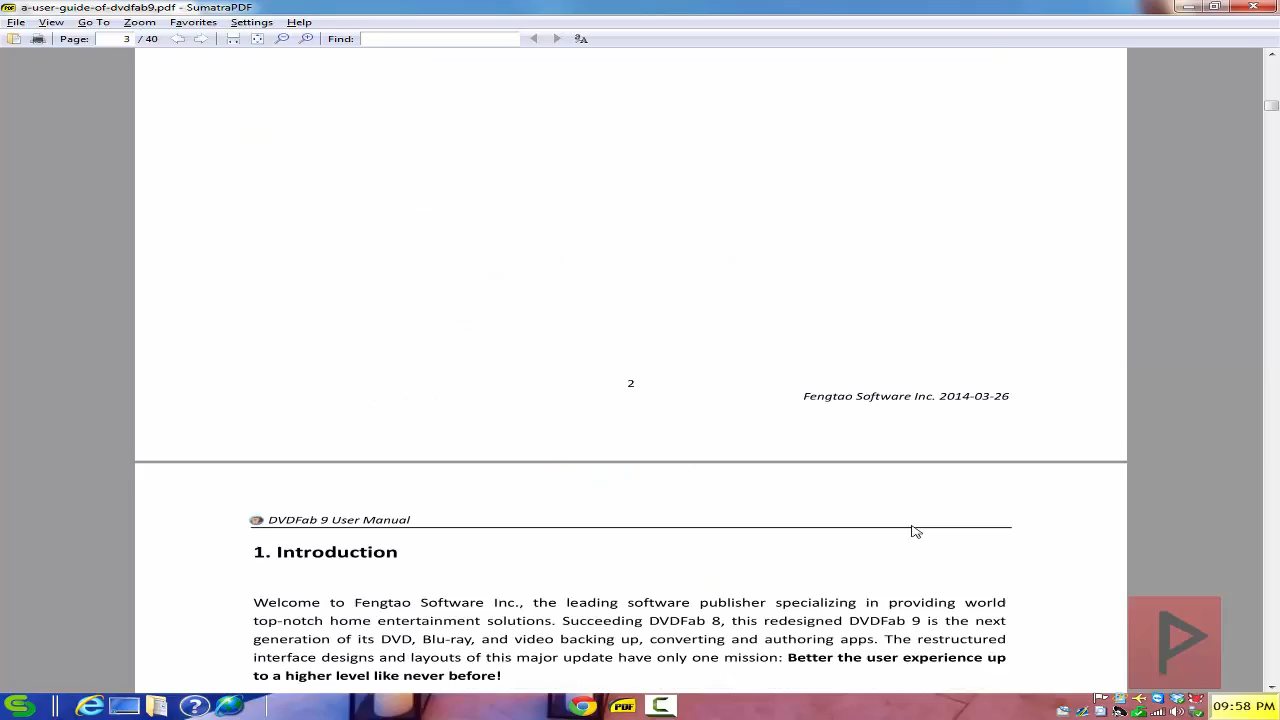 a-user-guide-of-dvdfab9.pdf - SumatraPDF
File View Go To Zoom Favorites Settings Help
Page: 3 / 40 Find:
2
Fengtao Software Inc. 2014-03-26
DVDFab 9 User Manual
1. Introduction
Welcome to Fengtao Software Inc., the leading software publisher specializing in providing world
top-notch home entertainment solutions. Succeeding DVDFab 8, this redesigned DVDFab 9 is the next
generation of its DVD, Blu-ray, and video backing up, converting and authoring apps. The restructured
interface designs and layouts of this major update have only one mission: Better the user experience up
to a higher level like never before!
PDF
09:58 PM